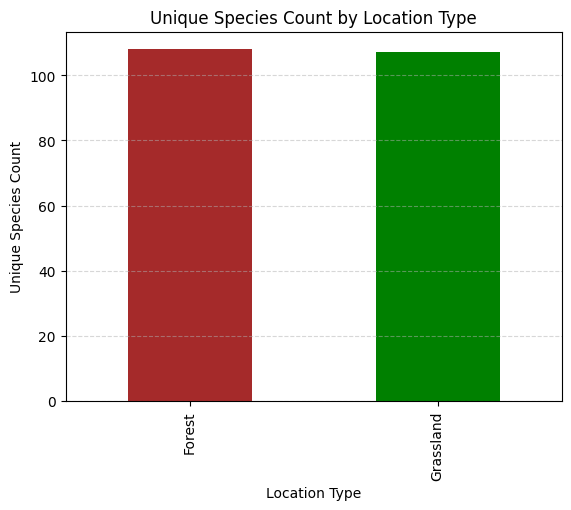 Unique Species Count by Location Type
Unique Species Count
100
80
60
40
20
0
Forest
Grassland
Location Type